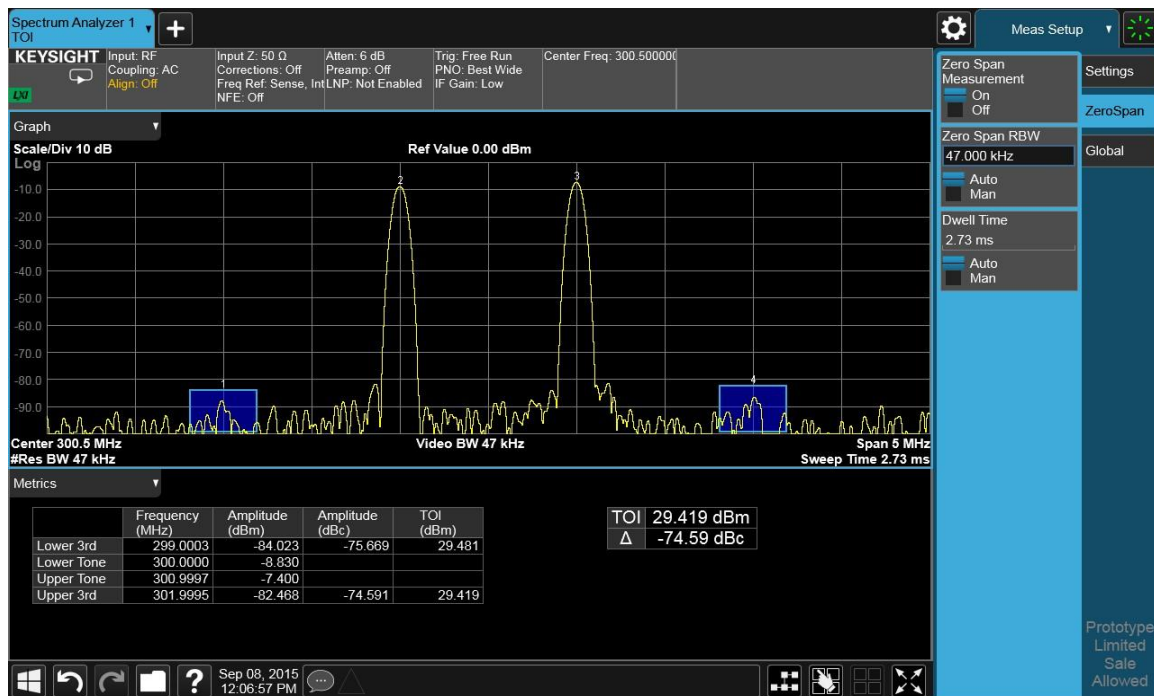 Spectrum Analyzer 1
TOI
Meas Setup
KEYSIGHT
LXI
Input: RF
Coupling: AC
Align: Off
Input Z: 50 Ω
Corrections: Off
Freq Ref: Sense, Int
NFE: Off
Atten: 6 dB
Preamp: Off
LNP: Not Enabled
Trig: Free Run
PNO: Best Wide
IF Gain: Low
Center Freq: 300.500000
Graph
Scale/Div 10 dB
Ref Value 0.00 dBm
Log
-10.0
-20.0
-30.0
-40.0
-50.0
-60.0
-70.0
-80.0
-90.0
1
2
3
4
Center 300.5 MHz
Video BW 47 kHz
Span 5 MHz
#Res BW 47 kHz
Sweep Time 2.73 ms
Metrics
Frequency (MHz) Amplitude (dBm) Amplitude (dBc) TOI (dBm)
Lower 3rd 299.0003 -84.023 -75.669 29.481
Lower Tone 300.0000 -8.830
Upper Tone 300.9997 -7.400
Upper 3rd 301.9995 -82.468 -74.591 29.419
TOI 29.419 dBm
Δ -74.59 dBc
Zero Span
Measurement
On
Off
Zero Span RBW
47.000 kHz
Auto
Man
Dwell Time
2.73 ms
Auto
Man
Settings
ZeroSpan
Global
Prototype
Limited
Sale
Allowed
?
Sep 08, 2015
12:06:57 PM